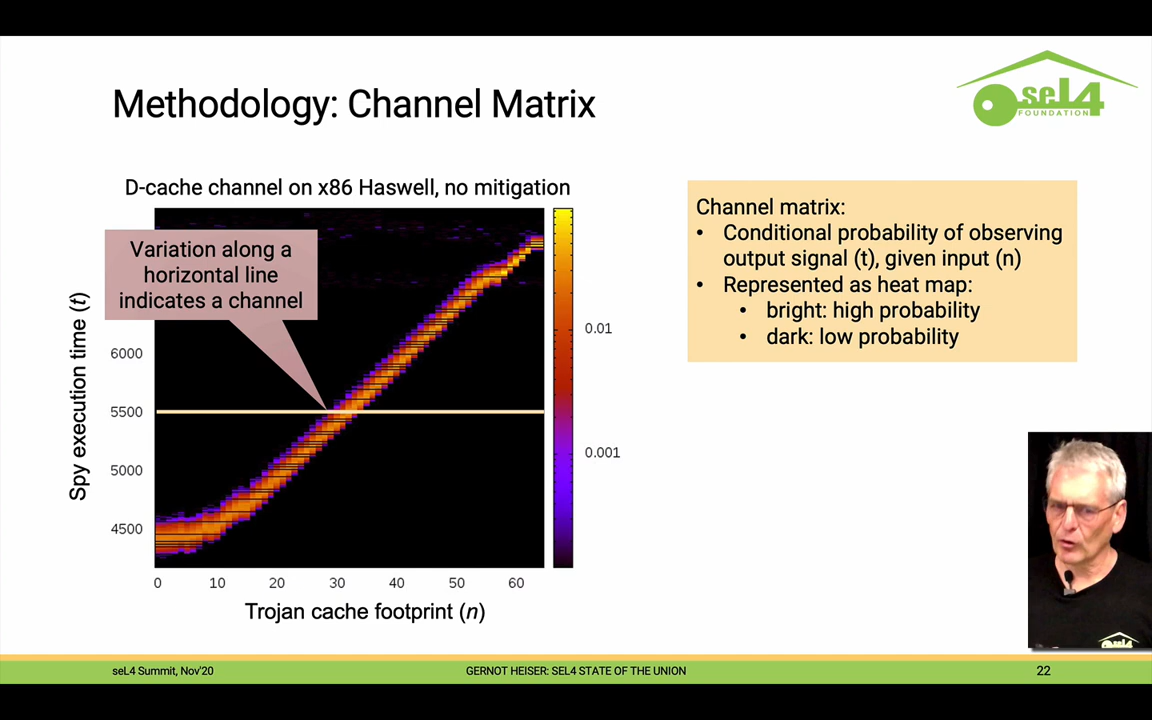 Methodology: Channel Matrix
seL4
FOUNDATION
D-cache channel on x86 Haswell, no mitigation
Variation along a
horizontal line
indicates a channel
Spy execution time (t)
6000
5500
5000
4500
0 10 20 30 40 50 60
Trojan cache footprint (n)
0.01
0.001
Channel matrix:
• Conditional probability of observing
output signal (t), given input (n)
• Represented as heat map:
• bright: high probability
• dark: low probability
seL4 Summit, Nov'20
GERNOT HEISER: SEL4 STATE OF THE UNION
22